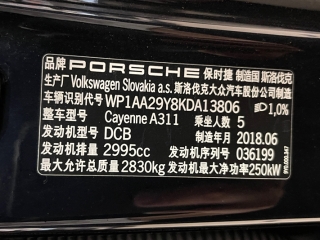 品牌 PORSCHE 保时捷 制造国 斯洛伐克
生产厂 Volkswagen Slovakia a.s. 斯洛伐克大众汽车股份公司制造
车辆识别代号 WP1AA29Y8KDA13806 1,0%
整车型号 Cayenne A311 乘坐人数 5
发动机型号 DCB 制造年月 2018.06
发动机排量 2995cc 发动机序列号 036199
最大允许总质量 2830kg 发动机最大净功率 250kW